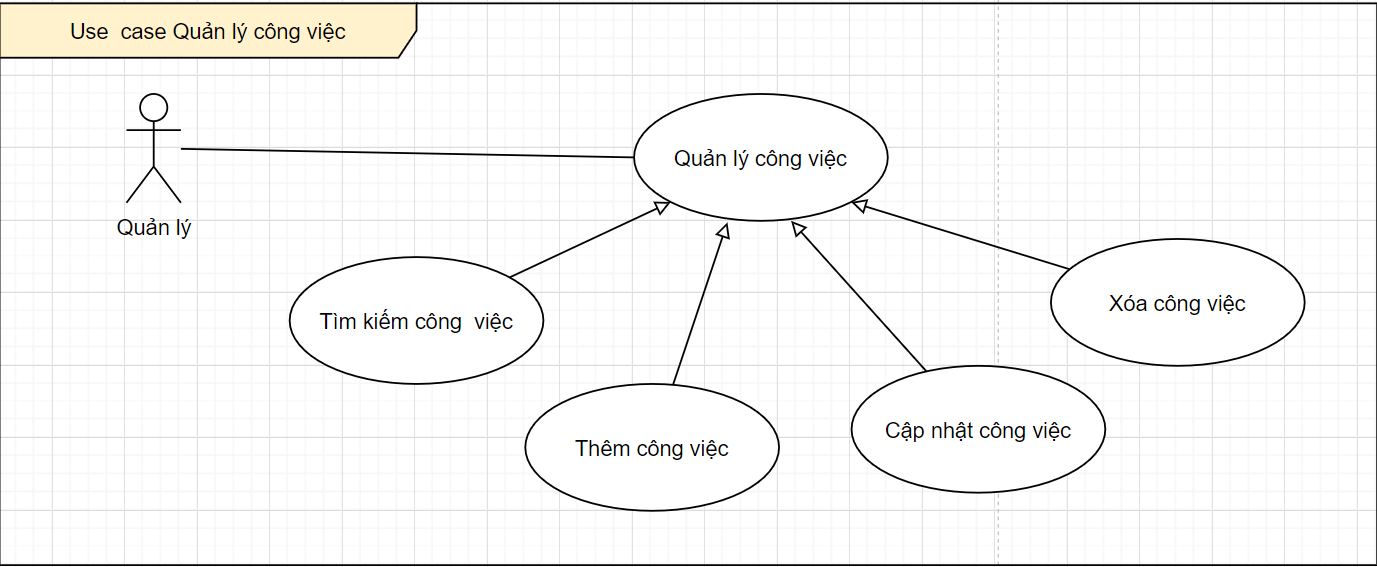 Use case Quản lý công việc
Quản lý công việc
Quản lý
Xóa công việc
Tìm kiếm công việc
Cập nhật công việc
Thêm công việc